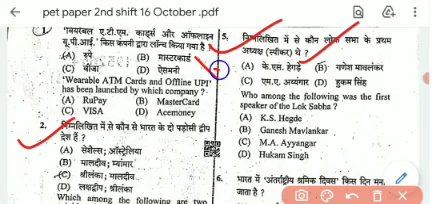 pet paper 2nd shift 16 October .pdf
'वियरेबल ए.टी.एम. कार्ड्स और ऑफलाइन
यू.पी.आई.' किस कंपनी द्वारा लॉन्च किया गया है ?
(A) रुपे (B) मास्टरकार्ड
(C) वीजा (D) ऐसमनी
'Wearable ATM Cards and Offline UPI'
has been launched by which company ?
(A) RuPay (B) MasterCard
(C) VISA (D) Acemoney
2. निम्नलिखित में से कौन से भारत के दो पड़ोसी द्वीप
देश हैं ?
(A) सेशेल्स; ऑस्ट्रेलिया
(B) मालदीव; म्यांमार
(C) श्रीलंका; मालदीव
(D) लक्षद्वीप; श्रीलंका
Which among the following are two
5. निम्नलिखित में से कौन लोक सभा के प्रथम
अध्यक्ष (स्पीकर) थे ?
(A) के.एस. हेगड़े (B) गणेश मावलंकर
(C) एम.ए. अय्यंगार (D) हुकम सिंह
Who among the following was the first
speaker of the Lok Sabha ?
(A) K.S. Hegde
(B) Ganesh Mavlankar
(C) M.A. Ayyangar
(D) Hukam Singh
6. भारत में 'अंतर्राष्ट्रीय श्रमिक दिवस' किस दिन
जाता है ?